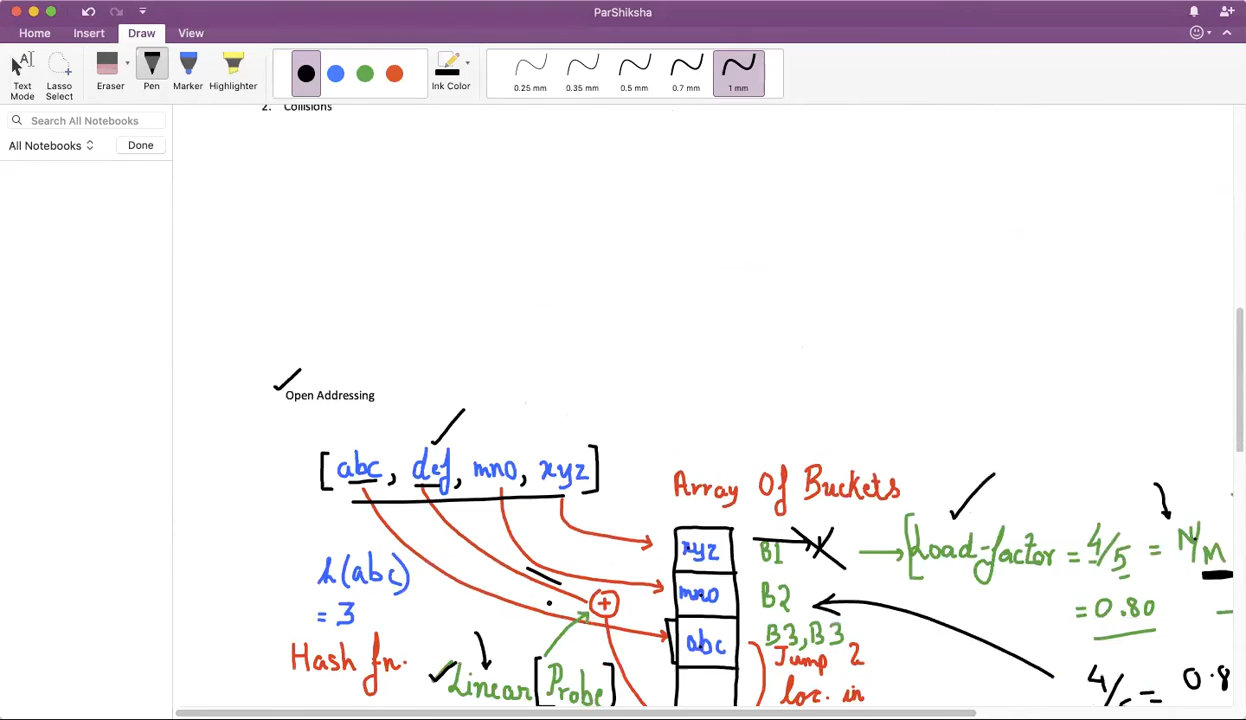 ParShiksha
Home Insert Draw View
Text Mode
Lasso Select
Eraser
Pen
Marker
Highlighter
Ink Color
0.25 mm
0.35 mm
0.5 mm
0.7 mm
1 mm
Search All Notebooks
All Notebooks
Done
2. Collisions
Open Addressing
[abc, def, mno, xyz]
Array Of Buckets
xyz B1 → [Load-factor = 4/5 = N/M
h(abc)
= 3
mno B2
= 0.80
abc B3, B3
Hash fn.
Linear [Probe]
Jump 2
loc. in
4/
= 0.8